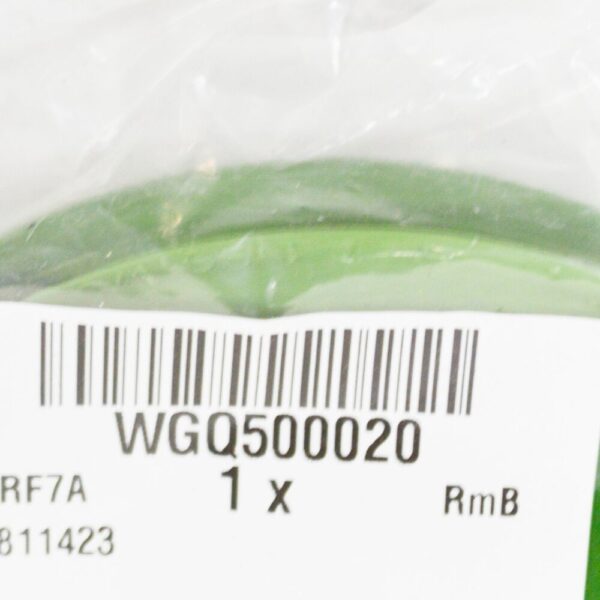 WGQ500020
RF7A 1 x RmB
811423